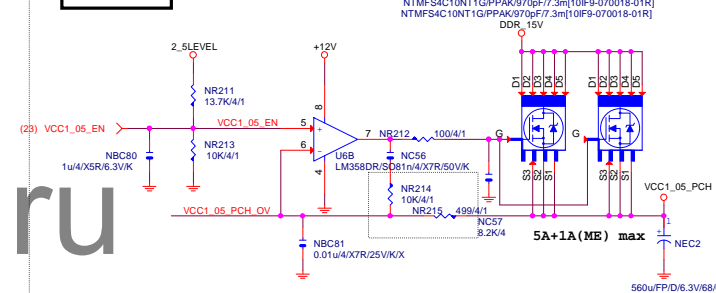 NTMFS4C10NT1G/PPAK/970pF/7.3m[10IF9-070018-01R]
NTMFS4C10NT1G/PPAK/970pF/7.3m[10IF9-070018-01R]
DDR_15V
2_5LEVEL
+12V
D1 D2 D3 D4 D5
D1 D2 D3 D4 D5
NR211
13.7K/4/1
8
(23) VCC1_05_EN
VCC1_05_EN
5
+
7
NR212
100/4/1
G
G
6
-
NBC80
1u/4/X5R/6.3V/K
NR213
10K/4/1
U6B
LM358DR/SO8
NC56
1n/4/X7R/50V/K
4
S3 S2 S1
S3 S2 S1
NR214
10K/4/1
VCC1_05_PCH
VCC1_05_PCH_OV
NR215
499/4/1
NC57
8.2K/4
1
5A+1A(ME) max
+
NEC2
NBC81
0.01u/4/X7R/25V/K/X
560u/FP/D/6.3V/68/
ru